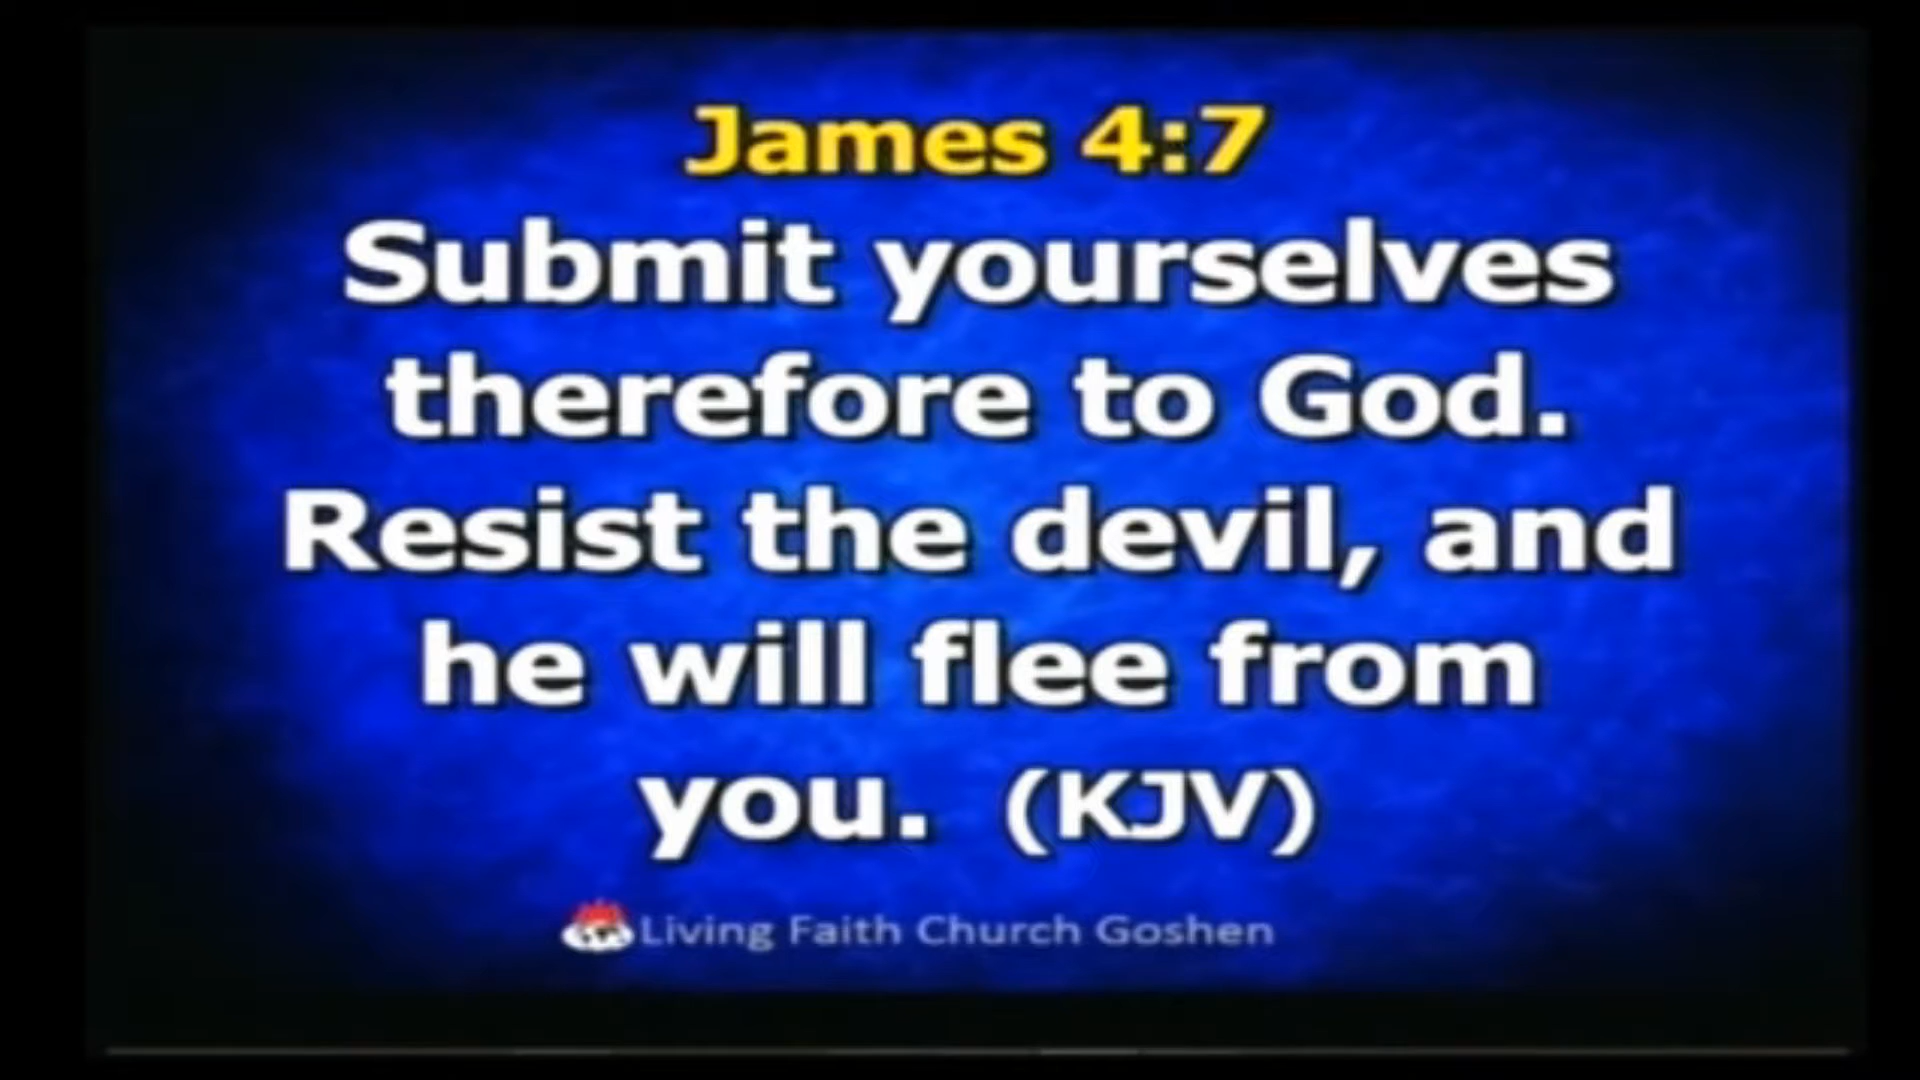 James 4:7
Submit yourselves
therefore to God.
Resist the devil, and
he will flee from
you. (KJV)
Living Faith Church Goshen